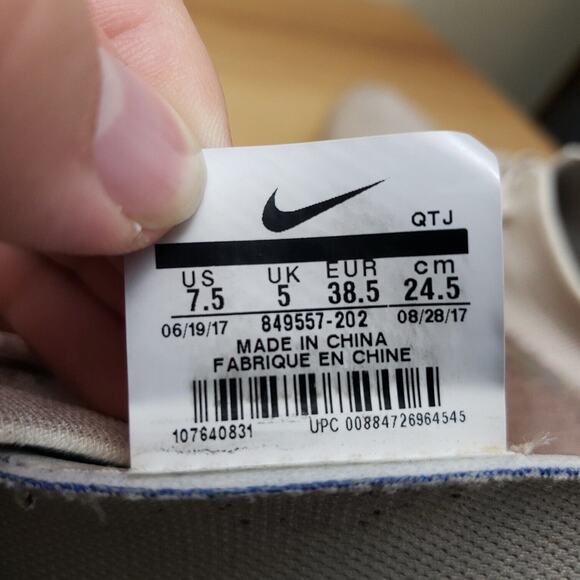 QTJ
US UK EUR cm
7.5 5 38.5 24.5
06/19/17 849557-202 08/28/17
MADE IN CHINA
FABRIQUE EN CHINE
107640831 UPC 00884726964545